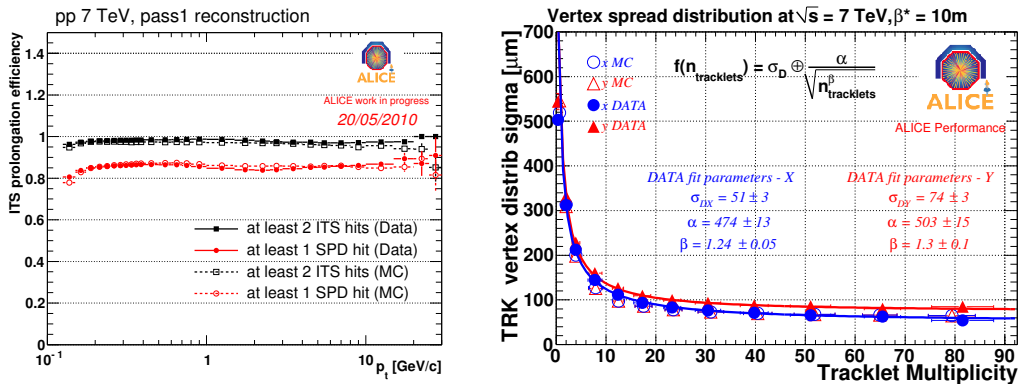 pp 7 TeV, pass1 reconstruction
ITS prolongation efficiency
1.4
1.2
1
0.8
0.6
0.4
0.2
0
ALICE
ALICE work in progress
20/05/2010
at least 2 ITS hits (Data)
at least 1 SPD hit (Data)
at least 2 ITS hits (MC)
at least 1 SPD hit (MC)
10⁻¹ 1 10
pₜ [GeV/c]
Vertex spread distribution at √s = 7 TeV, β* = 10m
TRK vertex distrib sigma [μm]
700
600
500
400
300
200
100
0
x MC
y MC
x DATA
y DATA
f(n_tracklets) = σ_D ⊕ α / √(n^β_tracklets)
ALICE
ALICE Performance
DATA fit parameters - X
σ_DX = 51 ± 3
α = 474 ± 13
β = 1.24 ± 0.05
DATA fit parameters - Y
σ_DY = 74 ± 3
α = 503 ± 15
β = 1.3 ± 0.1
0 10 20 30 40 50 60 70 80 90
Tracklet Multiplicity